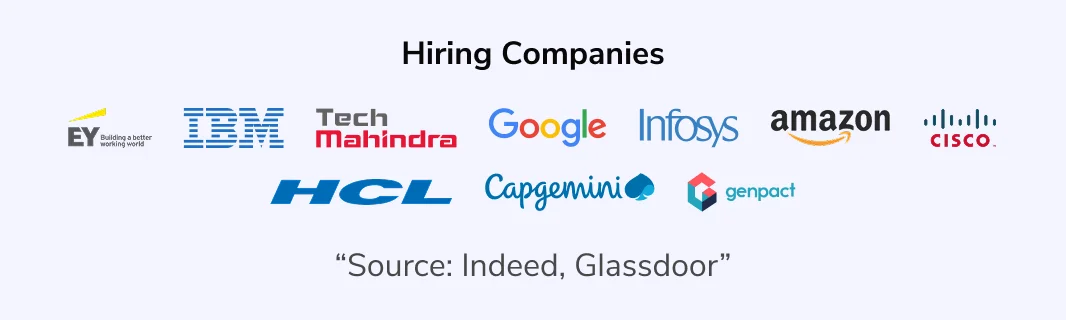 Hiring Companies
EY Building a better working world
IBM
Tech Mahindra
Google
Infosys
amazon
CISCO
HCL
Capgemini
genpact
“Source: Indeed, Glassdoor”